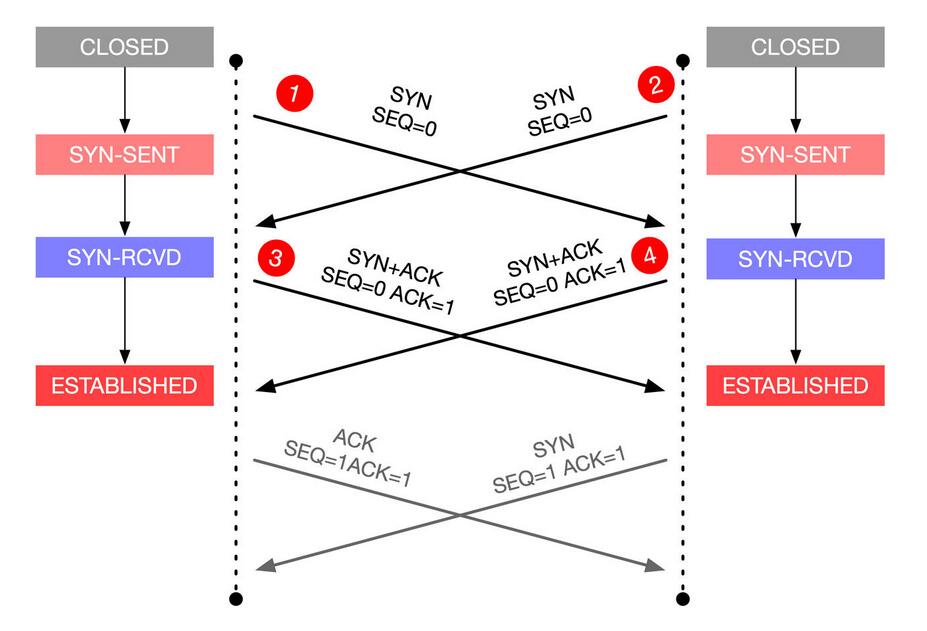 CLOSED
SYN-SENT
SYN-RCVD
ESTABLISHED
1
SYN
SEQ=0
SYN
SEQ=0
2
3
SYN+ACK
SEQ=0 ACK=1
SYN+ACK
SEQ=0 ACK=1
4
ACK
SEQ=1ACK=1
SYN
SEQ=1 ACK=1
CLOSED
SYN-SENT
SYN-RCVD
ESTABLISHED